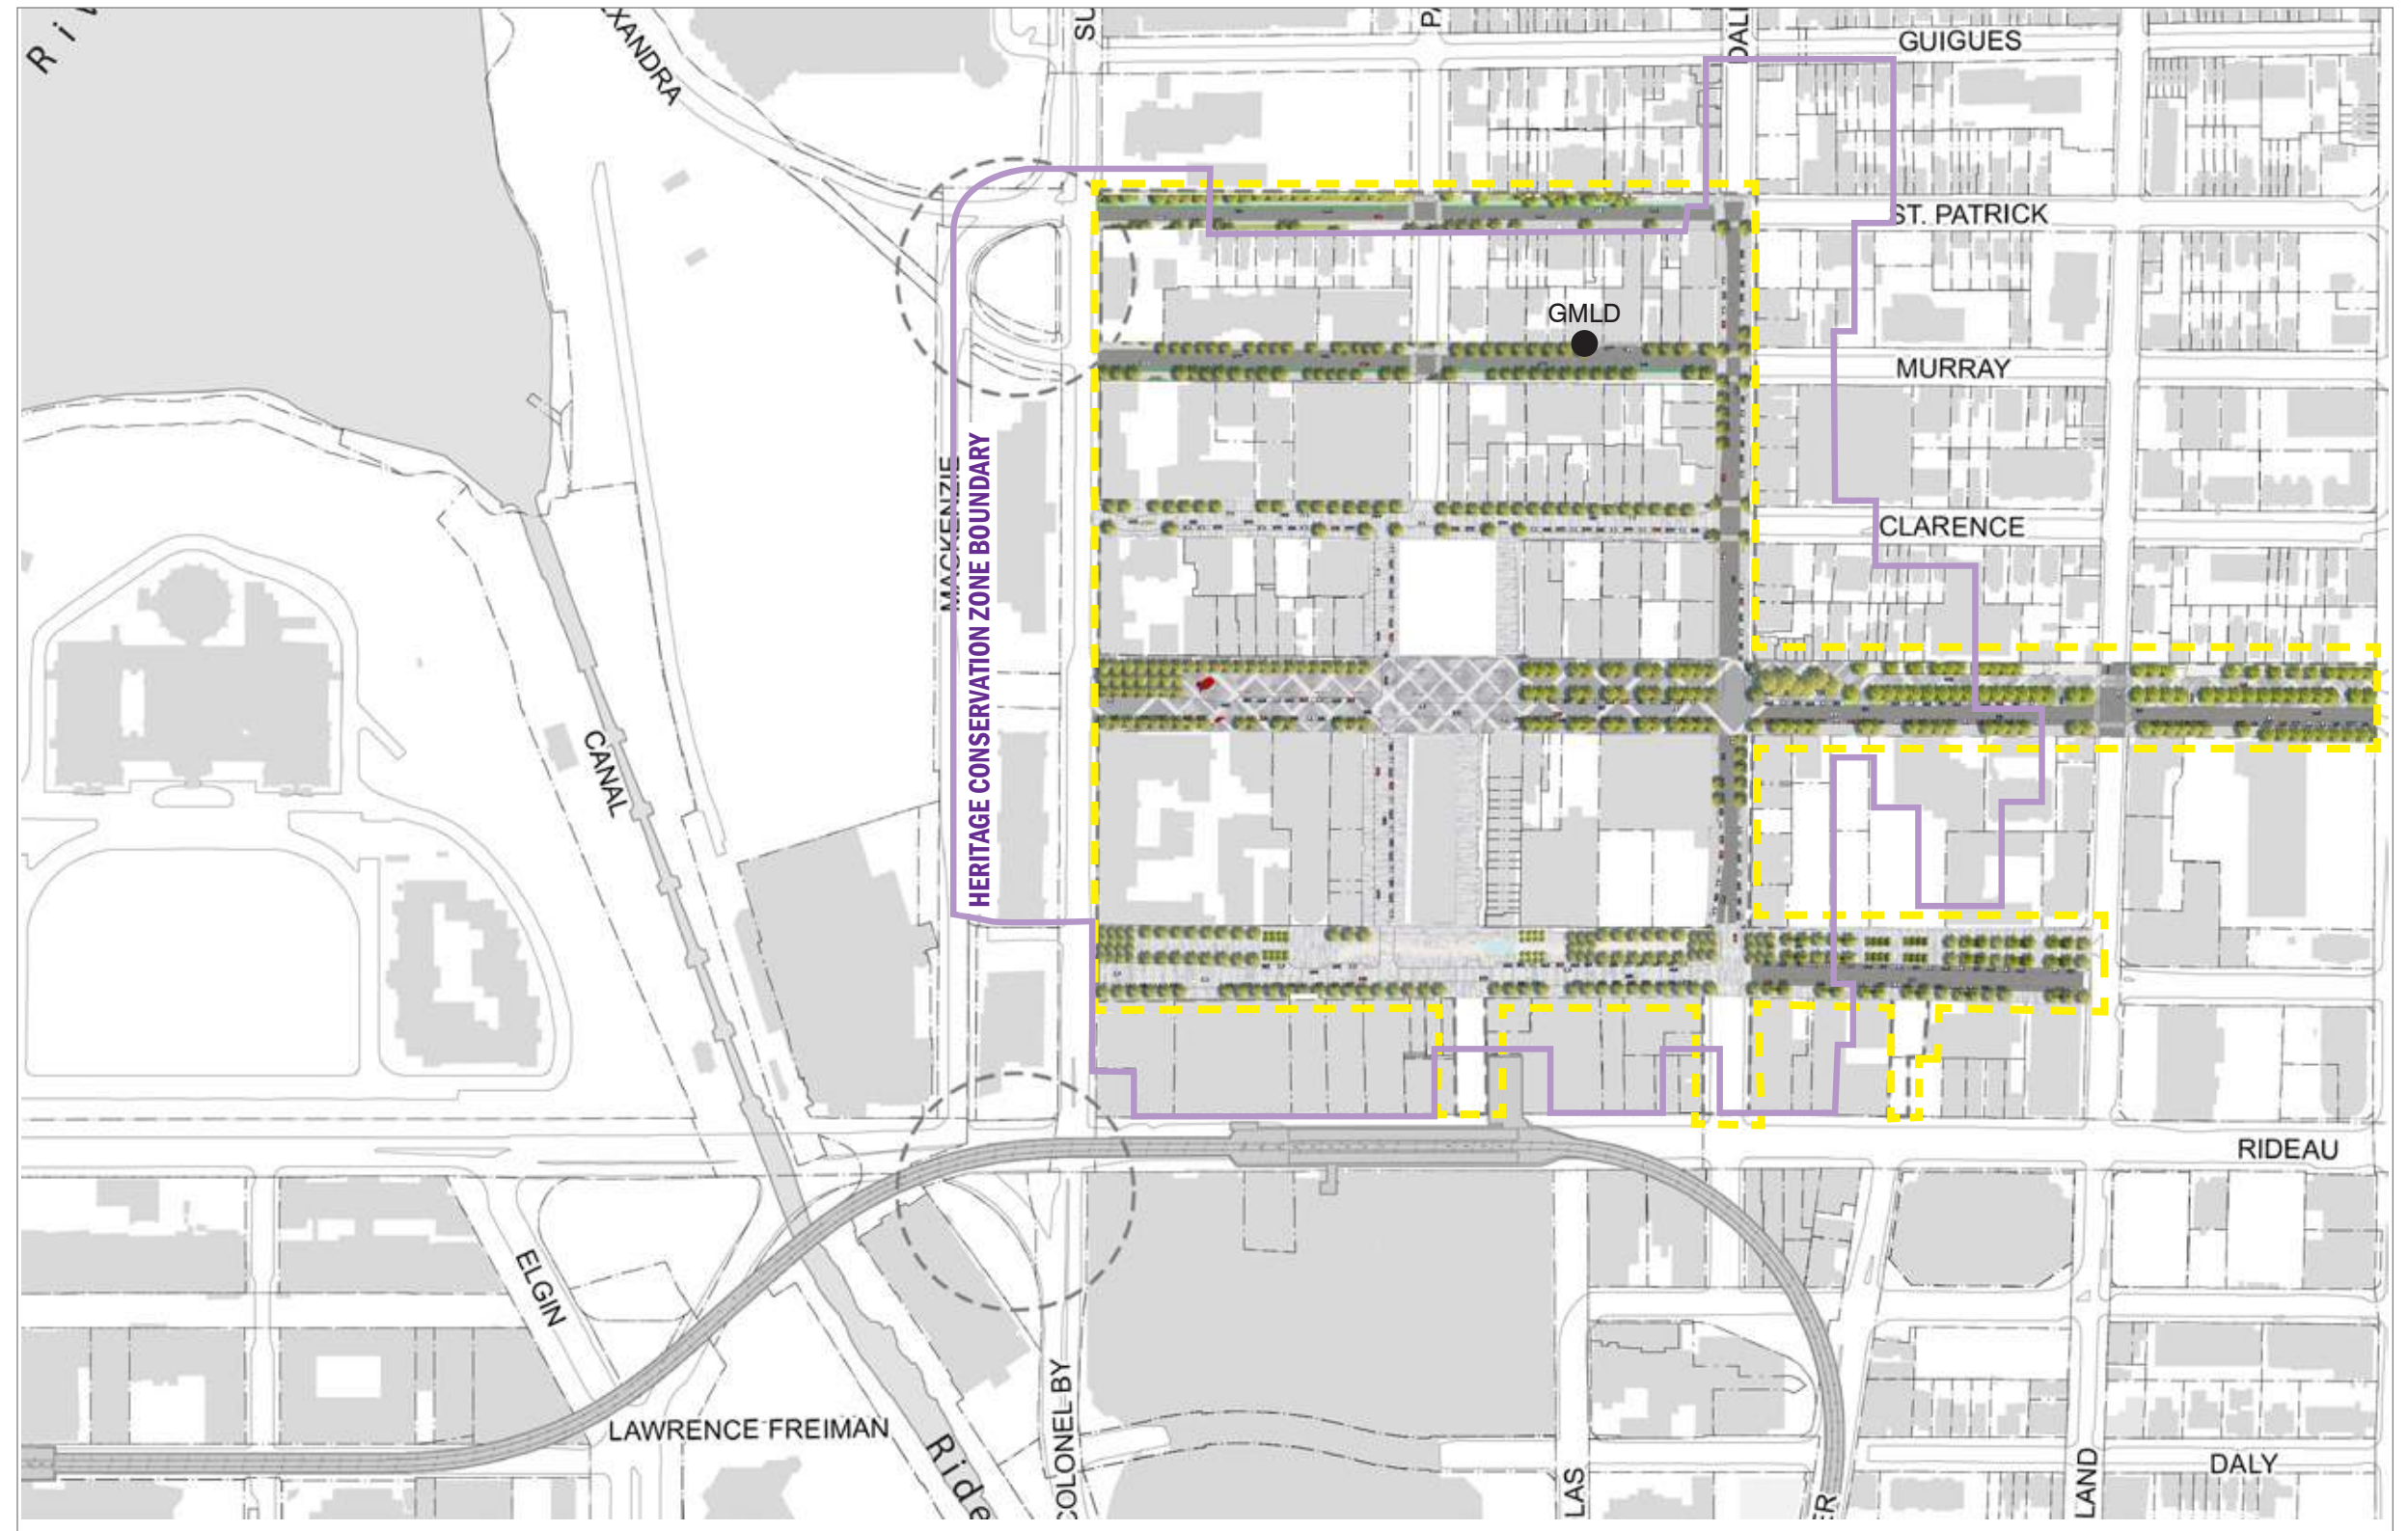 GUIGUES
ST. PATRICK
GMLD
MURRAY
CLARENCE
MACKENZIE
HERITAGE CONSERVATION ZONE BOUNDARY
CANAL
RIDEAU
ELGIN
LAWRENCE FREIMAN
COLONEL BY
DALY